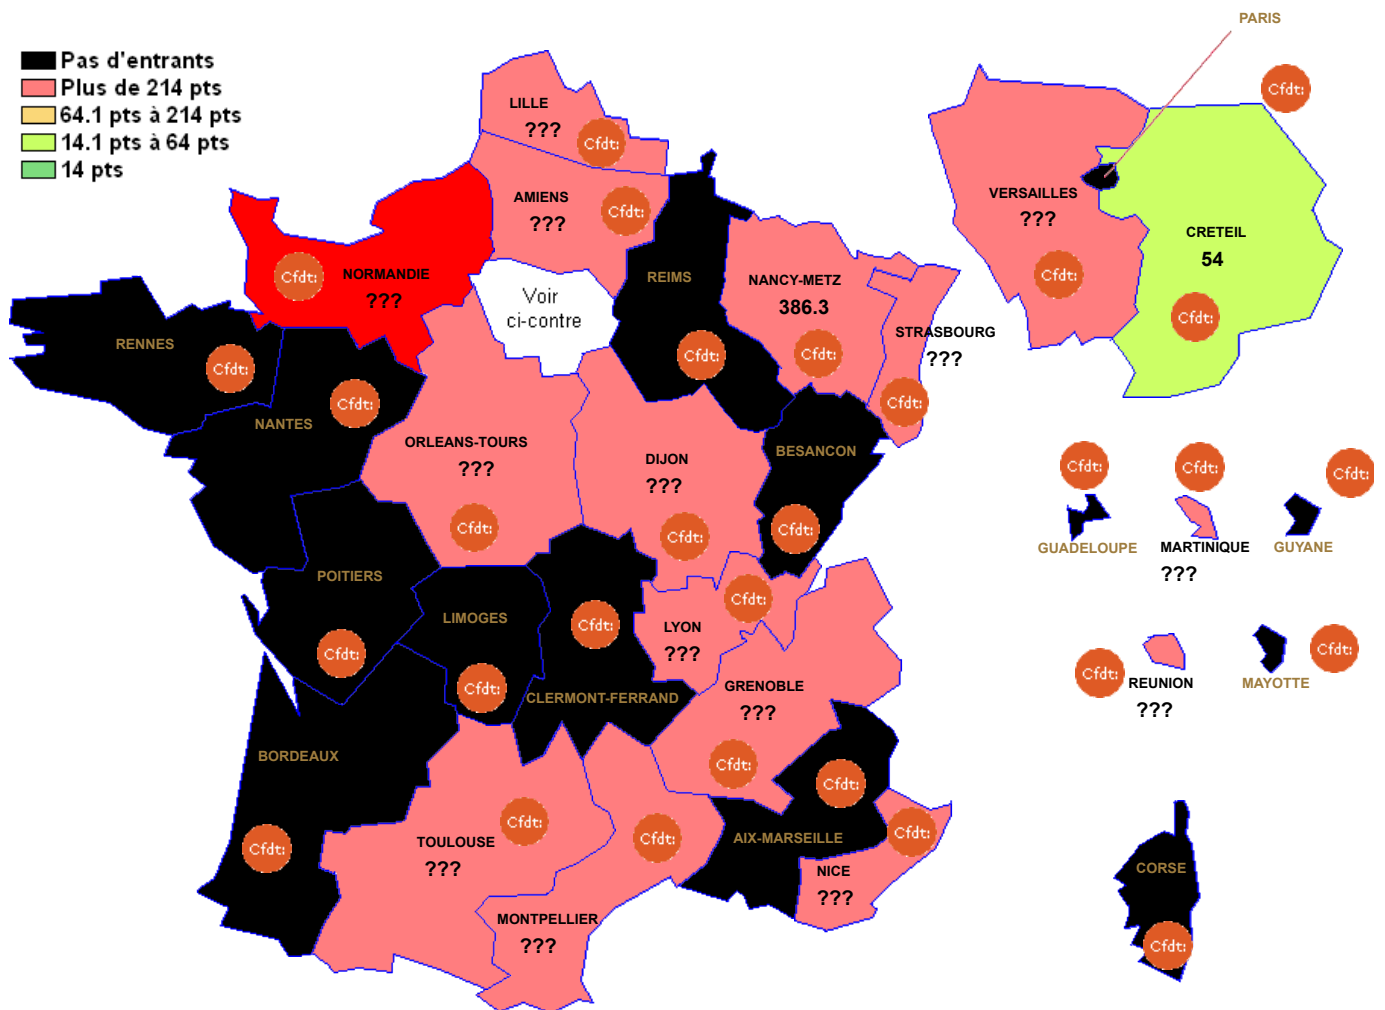 PARIS
Pas d'entrants
Plus de 214 pts
64.1 pts à 214 pts
14.1 pts à 64 pts
14 pts
Cfdt:
LILLE
???
Cfdt:
AMIENS
???
Cfdt:
VERSAILLES
???
Cfdt:
CRETEIL
54
Cfdt:
NORMANDIE
???
Cfdt:
Voir
ci-contre
REIMS
Cfdt:
NANCY-METZ
386.3
Cfdt:
STRASBOURG
???
Cfdt:
RENNES
Cfdt:
NANTES
Cfdt:
ORLEANS-TOURS
???
Cfdt:
DIJON
???
Cfdt:
BESANCON
Cfdt:
Cfdt:
GUADELOUPE
Cfdt:
MARTINIQUE
???
Cfdt:
GUYANE
POITIERS
Cfdt:
LIMOGES
Cfdt:
Cfdt:
CLERMONT-FERRAND
Cfdt:
LYON
???
GRENOBLE
???
Cfdt:
Cfdt:
REUNION
???
Cfdt:
MAYOTTE
BORDEAUX
Cfdt:
TOULOUSE
???
Cfdt:
MONTPELLIER
???
Cfdt:
Cfdt:
AIX-MARSEILLE
Cfdt:
NICE
???
CORSE
Cfdt: